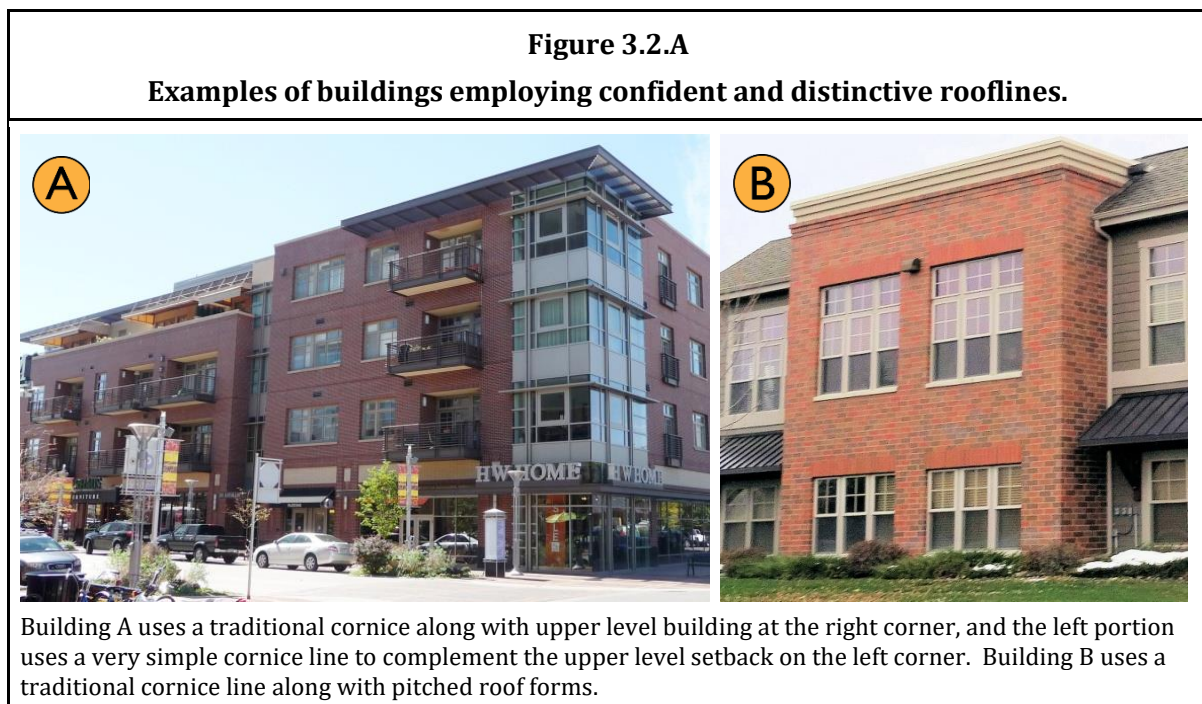 Figure 3.2.A
Examples of buildings employing confident and distinctive rooflines.
A
B
HW HOME
HW HOME
SALE
Building A uses a traditional cornice along with upper level building at the right corner, and the left portion
uses a very simple cornice line to complement the upper level setback on the left corner.  Building B uses a
traditional cornice line along with pitched roof forms.